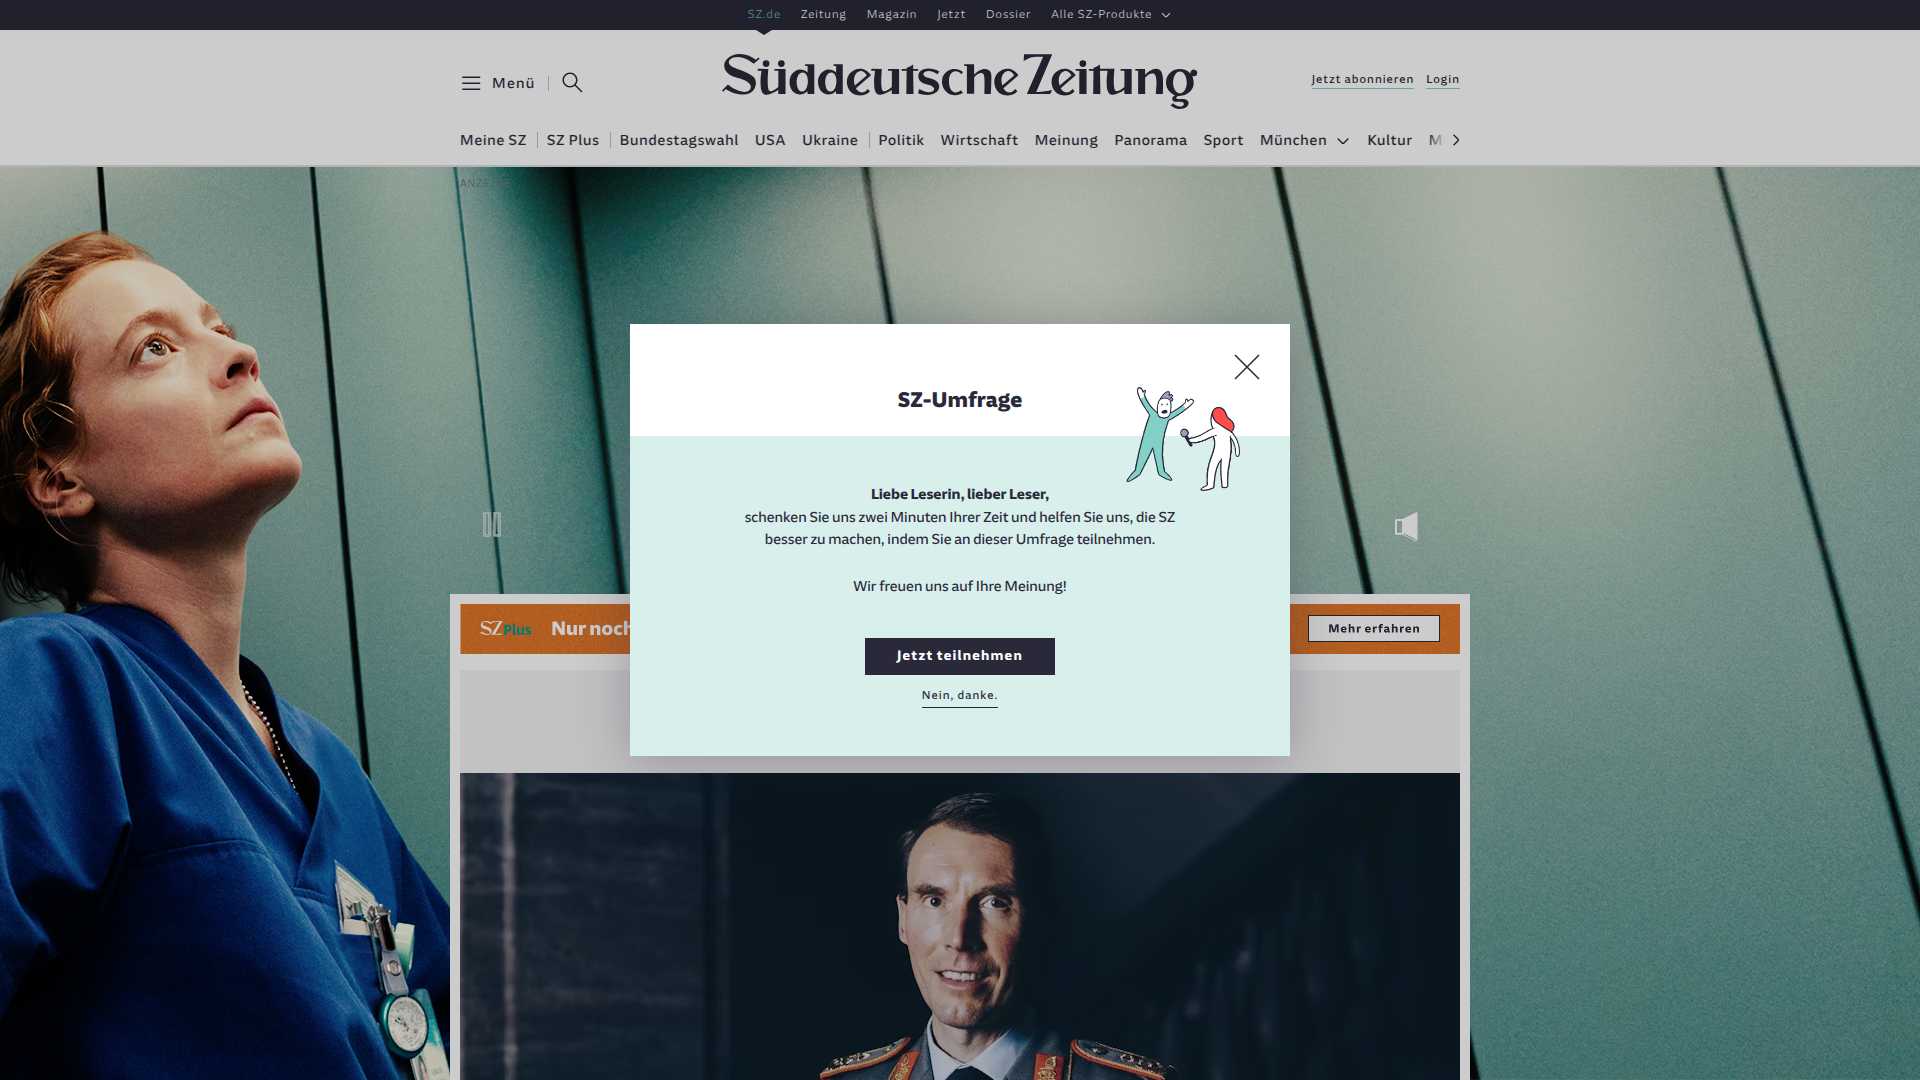 SZ.de Zeitung Magazin Jetzt Dossier Alle SZ-Produkte
Menü
Süddeutsche Zeitung
Jetzt abonnieren Login
Meine SZ SZ Plus Bundestagswahl USA Ukraine Politik Wirtschaft Meinung Panorama Sport München Kultur M
SZ-Umfrage
Liebe Leserin, lieber Leser,
schenken Sie uns zwei Minuten Ihrer Zeit und helfen Sie uns, die SZ
besser zu machen, indem Sie an dieser Umfrage teilnehmen.
Wir freuen uns auf Ihre Meinung!
Jetzt teilnehmen
Nein, danke.
SZ Plus Nur noch
Mehr erfahren